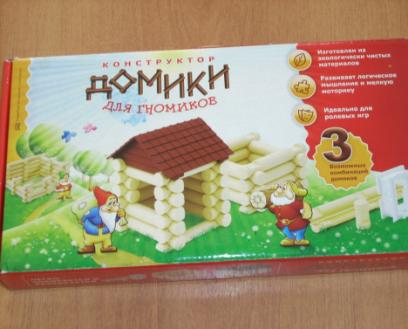 КОНСТРУКТОР
ДОМИКИ
ДЛЯ ГНОМИКОВ
Изготовлен из
экологически чистых
материалов
Развивает логическое
мышление и мелкую
моторику
Идеально для
ролевых игр
3
Возможных
комбинаций
домиков